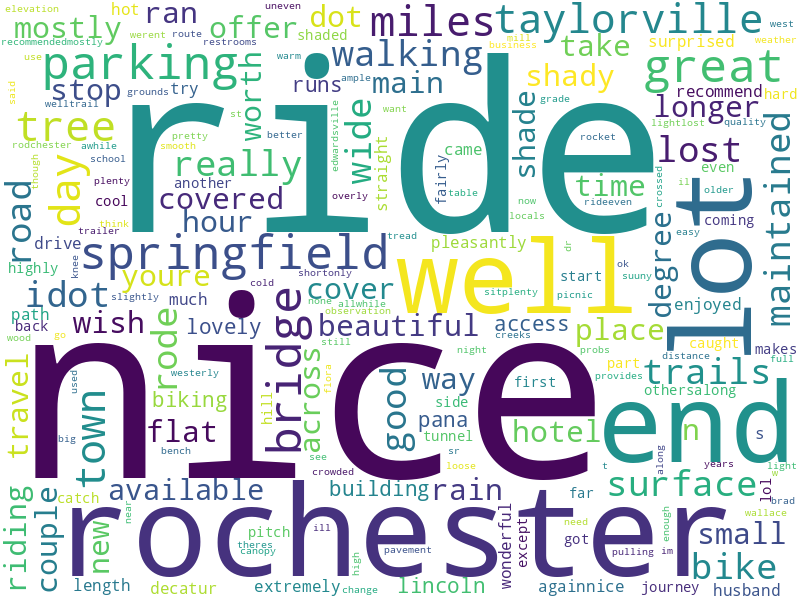 elevation
hot
ran
mostly
recommendedmostly
werent
route
uneven
offer
restrooms
shaded
dot
miles
taylorville
west
mill
business
take
surprised
weather
use
said
parking
warm
walking
main
shady
great
stop
grounds
try
worth
runs
ample
want
recommend
hard
welltrail
st
better
grade
longer
quality
tree
pretty
awhile
smooth
ride
rocket
lightlost
though
rodchester
school
really
edwardsville
wide
straight
came
shade
lost
day
plenty
another
fairly
table
time
even
crossed
cool
covered
overly
now
rideeven
il
older
maintained
road
think
trailer
hour
locals
degree
coming
drive
springfield
tread
pleasantly
dr
ok
suuny
easy
highly
knee
cold
shortonly
well
lot
path
youre
cover
none
allwhile
sitplenty
picnic
start
enjoyed
idot
slightly
much
observation
back
wish
lovely
bridge
beautiful
access
place
caught
makes
wood
go
rode
still
creeks
night
probs
distance
full
travel
westerly
across
way
first
part
provides
trails
nice
used
biking
hill
flora
good
side
othersalong
town
flat
pana
tunnel
hotel
end
n
s
big
bench
see
crowded
sr
loose
t
along
years
light
w
riding
couple
catch
available
building
rain
far
surface
lol
brad
rochester
new
near
pitch
ill
theres
canopy
high
pavement
wonderful
except
got
need
pulling
im
enough
wallace
small
bike
length
decatur
extremely
change
lincoln
againnice
journey
husband